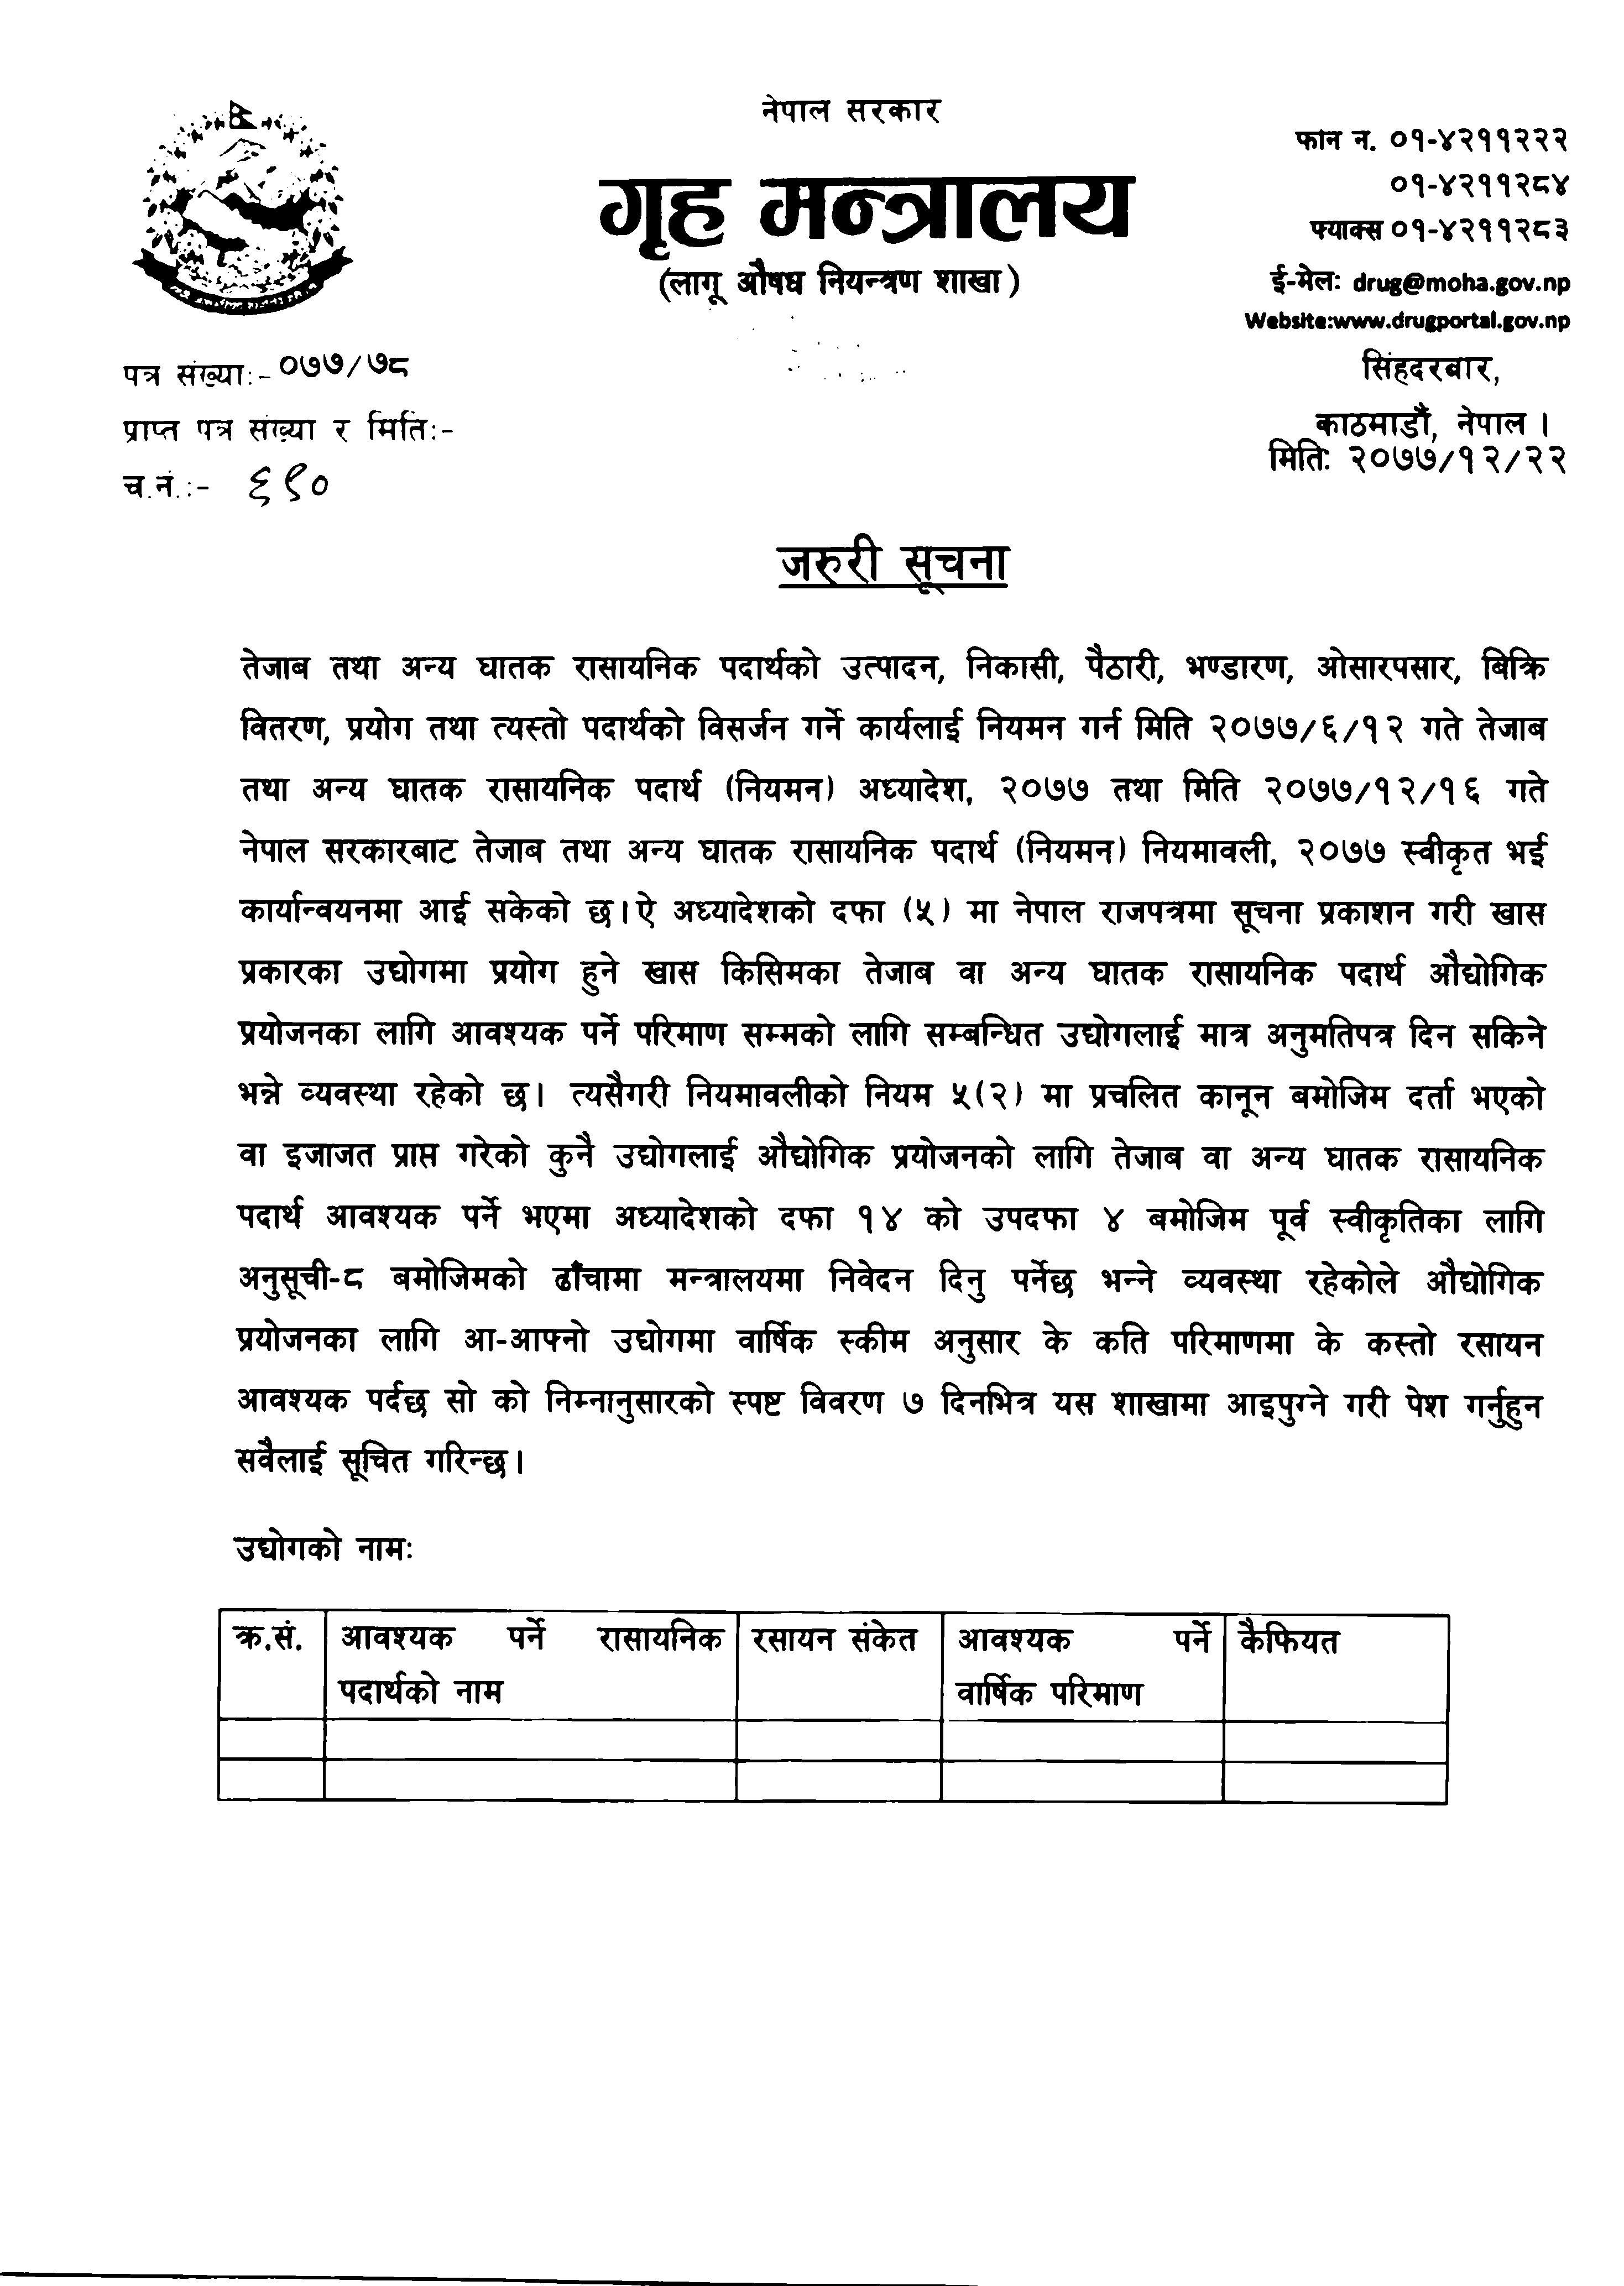 नेपाल सरकार
गृह मन्त्रालय
(लागू औषध नियन्त्रण शाखा)
फोन न. ०१-४२११२२२
०१-४२११२८४
फ्याक्स ०१-४२११२८३
ई-मेलः drug@moha.gov.np
Website:www.drugportal.gov.np
सिंहदरबार,
काठमाडौं, नेपाल ।
मितिः २०७७/१२/२२
पत्र संख्याः-०७७/७८
प्राप्त पत्र संख्या र मितिः-
च.नं.:- ६९०
जरुरी सूचना
तेजाब तथा अन्य घातक रासायनिक पदार्थको उत्पादन, निकासी, पैठारी, भण्डारण, ओसारपसार, बिक्रि
वितरण, प्रयोग तथा त्यस्तो पदार्थको विसर्जन गर्ने कार्यलाई नियमन गर्न मिति २०७७/६/१२ गते तेजाब
तथा अन्य घातक रासायनिक पदार्थ (नियमन) अध्यादेश, २०७७ तथा मिति २०७७/१२/१६ गते
नेपाल सरकारबाट तेजाब तथा अन्य घातक रासायनिक पदार्थ (नियमन) नियमावली, २०७७ स्वीकृत भई
कार्यान्वयनमा आई सकेको छ। ऐ अध्यादेशको दफा (५) मा नेपाल राजपत्रमा सूचना प्रकाशन गरी खास
प्रकारका उद्योगमा प्रयोग हुने खास किसिमका तेजाब वा अन्य घातक रासायनिक पदार्थ औद्योगिक
प्रयोजनका लागि आवश्यक पर्ने परिमाण सम्मको लागि सम्बन्धित उद्योगलाई मात्र अनुमतिपत्र दिन सकिने
भन्ने व्यवस्था रहेको छ। त्यसैगरी नियमावलीको नियम ५(२) मा प्रचलित कानून बमोजिम दर्ता भएको
वा इजाजत प्राप्त गरेको कुनै उद्योगलाई औद्योगिक प्रयोजनको लागि तेजाब वा अन्य घातक रासायनिक
पदार्थ आवश्यक पर्ने भएमा अध्यादेशको दफा १४ को उपदफा ४ बमोजिम पूर्व स्वीकृतिका लागि
अनुसूची-८ बमोजिमको ढाँचामा मन्त्रालयमा निवेदन दिनु पर्नेछ भन्ने व्यवस्था रहेकोले औद्योगिक
प्रयोजनका लागि आ-आफ्नो उद्योगमा वार्षिक स्कीम अनुसार के कति परिमाणमा के कस्तो रसायन
आवश्यक पर्दछ सो को निम्नानुसारको स्पष्ट विवरण ७ दिनभित्र यस शाखामा आइपुग्ने गरी पेश गर्नुहुन
सवैलाई सूचित गरिन्छ।
उद्योगको नामः
क्र.सं. आवश्यक पर्ने रासायनिक रसायन संकेत आवश्यक पर्ने कैफियत
पदार्थको नाम वार्षिक परिमाण